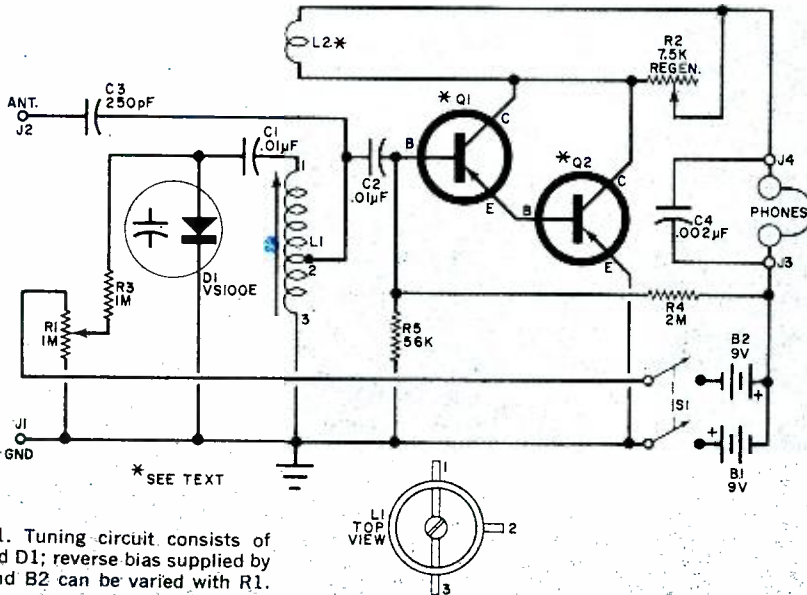 L2*
R2
7.5K
REGEN.
C3
250pF
ANT.
J2
*Q1
C
C1
.01µF
B
C2
.01µF
E
*Q2
C
B
E
J4
PHONES
C4
.002µF
J3
1
L1
2
3
D1
VS100E
R3
1M
R1
1M
R5
56K
R4
2M
B2
9V
+
S1
+
B1
9V
J1
GND
*SEE TEXT
L1
TOP
VIEW
1
2
3
1. Tuning circuit consists of
d D1; reverse bias supplied by
nd B2 can be varied with R1.